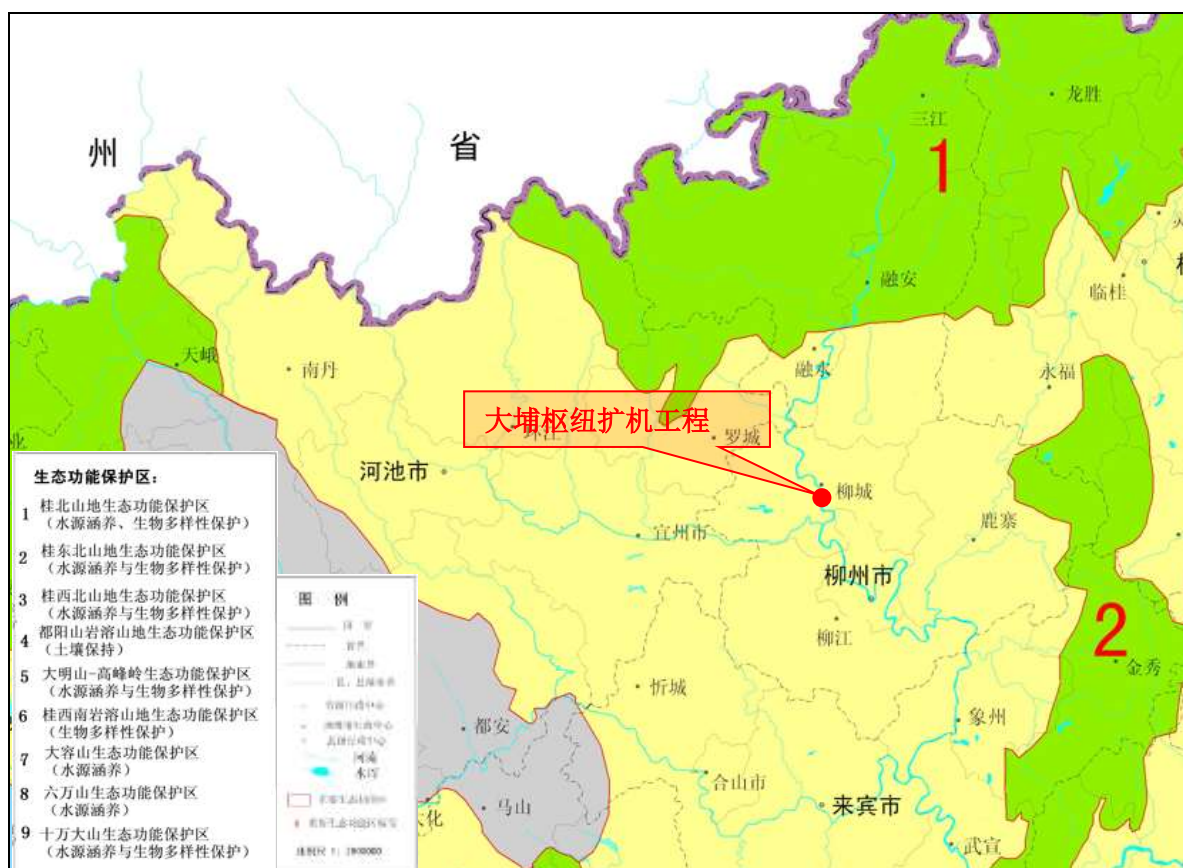 州
省
三江
龙胜
1
融安
临桂
天峨
南丹
融水
永福
大埔枢纽扩机工程
环江
罗城
河池市
柳城
宜州市
鹿寨
柳州市
柳江
2
金秀
忻城
象州
都安
合山市
来宾市
马山
化
武宣
业
生态功能保护区：
1 桂北山地生态功能保护区
（水源涵养、生物多样性保护）
2 桂东北山地生态功能保护区
（水源涵养与生物多样性保护）
3 桂西北山地生态功能保护区
（水源涵养与生物多样性保护）
4 都阳山岩溶山地生态功能保护区
（土壤保持）
5 大明山-高峰岭生态功能保护区
（水源涵养与生物多样性保护）
6 桂西南岩溶山地生态功能保护区
（生物多样性保护）
7 大容山生态功能保护区
（水源涵养）
8 六万山生态功能保护区
（水源涵养）
9 十万大山生态功能保护区
（水源涵养与生物多样性保护）
图 例
河流
水库